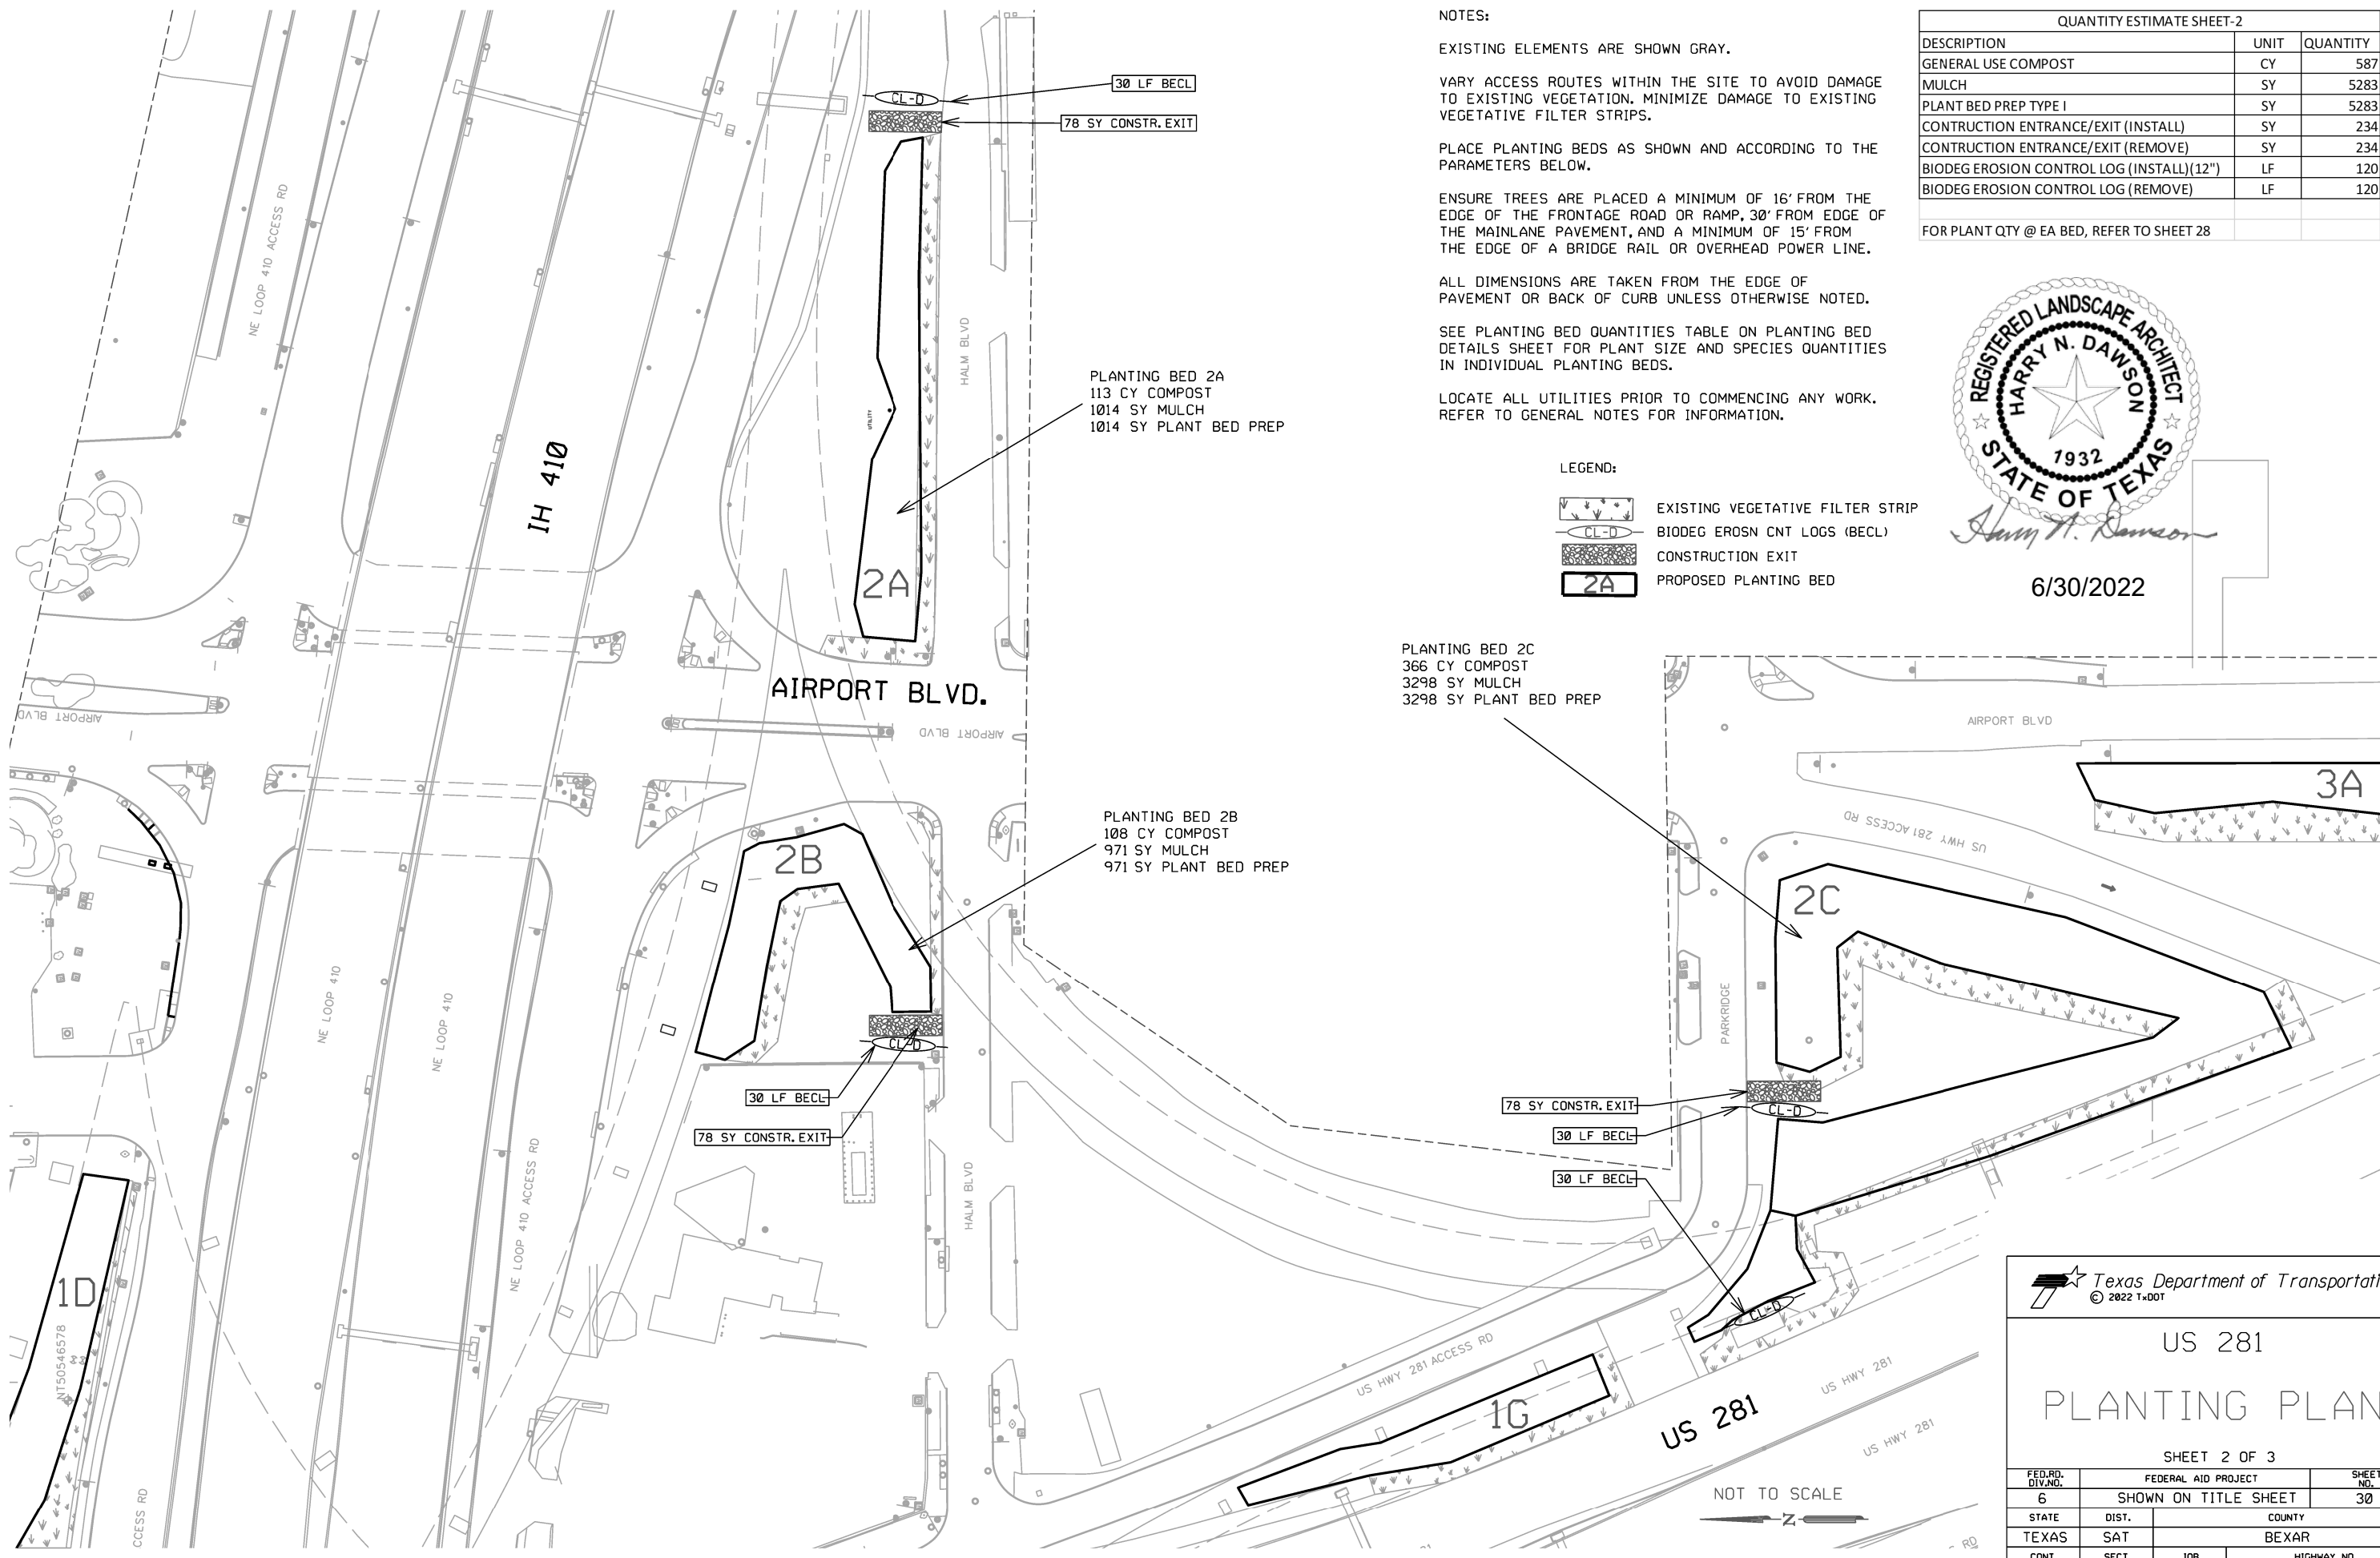 NOTES:
EXISTING ELEMENTS ARE SHOWN GRAY.
VARY ACCESS ROUTES WITHIN THE SITE TO AVOID DAMAGE
TO EXISTING VEGETATION. MINIMIZE DAMAGE TO EXISTING
VEGETATIVE FILTER STRIPS.
PLACE PLANTING BEDS AS SHOWN AND ACCORDING TO THE
PARAMETERS BELOW.
ENSURE TREES ARE PLACED A MINIMUM OF 16' FROM THE
EDGE OF THE FRONTAGE ROAD OR RAMP, 30' FROM EDGE OF
THE MAINLANE PAVEMENT, AND A MINIMUM OF 15' FROM
THE EDGE OF A BRIDGE RAIL OR OVERHEAD POWER LINE.
ALL DIMENSIONS ARE TAKEN FROM THE EDGE OF
PAVEMENT OR BACK OF CURB UNLESS OTHERWISE NOTED.
SEE PLANTING BED QUANTITIES TABLE ON PLANTING BED
DETAILS SHEET FOR PLANT SIZE AND SPECIES QUANTITIES
IN INDIVIDUAL PLANTING BEDS.
LOCATE ALL UTILITIES PRIOR TO COMMENCING ANY WORK.
REFER TO GENERAL NOTES FOR INFORMATION.
QUANTITY ESTIMATE SHEET-2
DESCRIPTION UNIT QUANTITY
GENERAL USE COMPOST CY 587
MULCH SY 5283
PLANT BED PREP TYPE I SY 5283
CONTRUCTION ENTRANCE/EXIT (INSTALL) SY 234
CONTRUCTION ENTRANCE/EXIT (REMOVE) SY 234
BIODEG EROSION CONTROL LOG (INSTALL)(12") LF 120
BIODEG EROSION CONTROL LOG (REMOVE) LF 120
FOR PLANT QTY @ EA BED, REFER TO SHEET 28
REGISTERED LANDSCAPE ARCHITECT
HARRY N. DAWSON
1932
STATE OF TEXAS
Harry N. Dawson
6/30/2022
LEGEND:
EXISTING VEGETATIVE FILTER STRIP
CL-D BIODEG EROSN CNT LOGS (BECL)
CONSTRUCTION EXIT
2A PROPOSED PLANTING BED
30 LF BECL
CL-D
78 SY CONSTR. EXIT
NE LOOP 410 ACCESS RD
HALM BLVD
UTILITY
PLANTING BED 2A
113 CY COMPOST
1014 SY MULCH
1014 SY PLANT BED PREP
IH 410
2A
AIRPORT BLVD.
AIRPORT BLVD
AIRPORT BLVD
PLANTING BED 2B
108 CY COMPOST
971 SY MULCH
971 SY PLANT BED PREP
2B
CL-D
30 LF BECL
78 SY CONSTR. EXIT
NE LOOP 410
NE LOOP 410
NE LOOP 410 ACCESS RD
HALM BLVD
1D
NT50546578
CCESS RD
PLANTING BED 2C
366 CY COMPOST
3298 SY MULCH
3298 SY PLANT BED PREP
AIRPORT BLVD
3A
US HWY 281 ACCESS RD
2C
PARKRIDGE
78 SY CONSTR. EXIT
CL-D
30 LF BECL
30 LF BECL
CL-D
US HWY 281 ACCESS RD
1G
US 281
US HWY 281
US HWY 281
281
RD
NOT TO SCALE
N
Texas Department of Transportati
© 2022 TxDOT
US 281
PLANTING PLAN
SHEET 2 OF 3
FED.RD. DIV.NO. FEDERAL AID PROJECT SHEET NO.
6 SHOWN ON TITLE SHEET 30
STATE DIST. COUNTY
TEXAS SAT BEXAR
CONT SECT JOB HIGHWAY NO